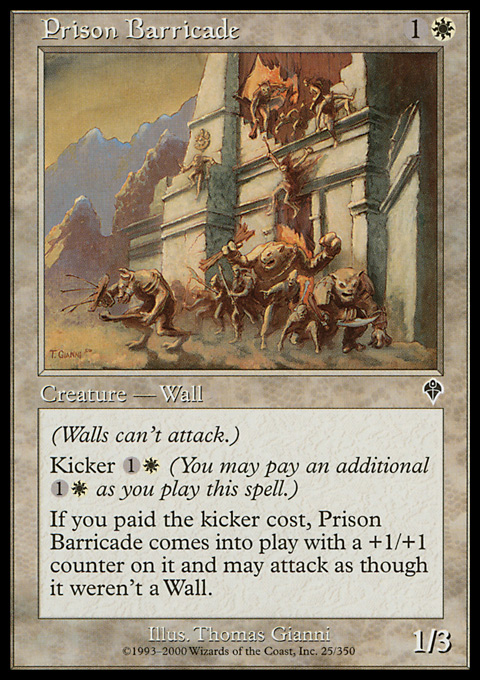 Prison Barricade 1
T. GIANNI
Creature — Wall
(Walls can't attack.)
Kicker 1 (You may pay an additional
1 as you play this spell.)
If you paid the kicker cost, Prison
Barricade comes into play with a +1/+1
counter on it and may attack as though
it weren't a Wall.
Illus. Thomas Gianni
©1993–2000 Wizards of the Coast, Inc. 25/350
1/3